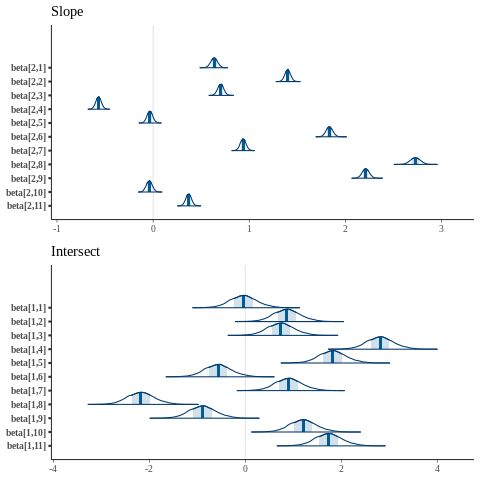 Slope
beta[2,1]
beta[2,2]
beta[2,3]
beta[2,4]
beta[2,5]
beta[2,6]
beta[2,7]
beta[2,8]
beta[2,9]
beta[2,10]
beta[2,11]
-1 0 1 2 3
Intersect
beta[1,1]
beta[1,2]
beta[1,3]
beta[1,4]
beta[1,5]
beta[1,6]
beta[1,7]
beta[1,8]
beta[1,9]
beta[1,10]
beta[1,11]
-4 -2 0 2 4